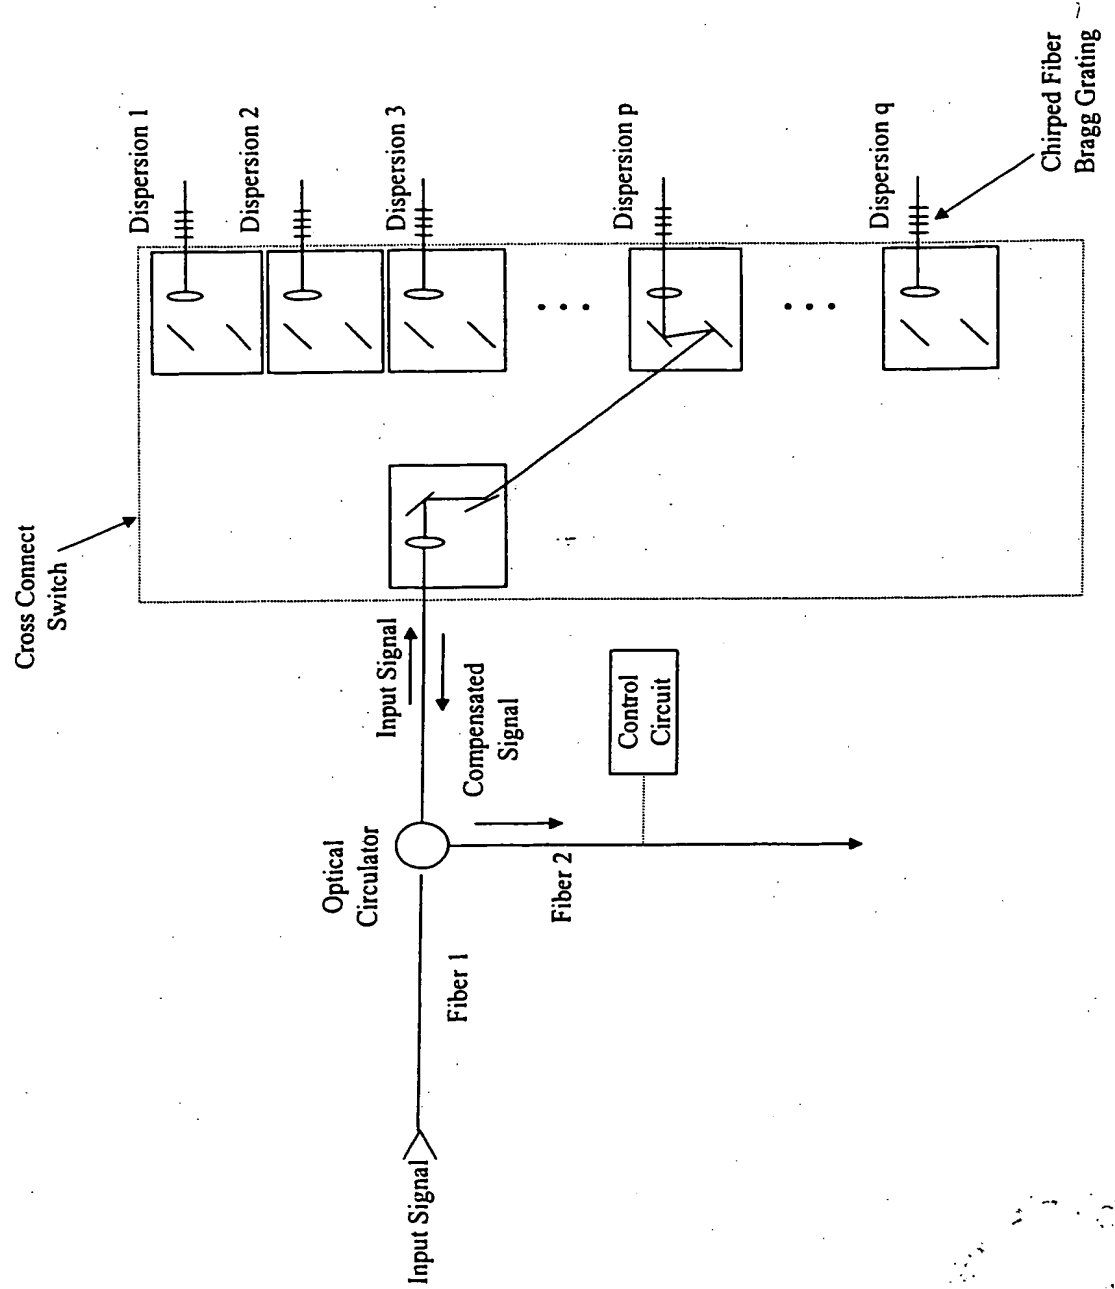 Cross Connect
Switch
Dispersion 1
Dispersion 2
Dispersion 3
Dispersion p
Dispersion q
Chirped Fiber
Bragg Grating
Input Signal
Compensated
Signal
Control
Circuit
Optical
Circulator
Fiber 2
Fiber 1
Input Signal